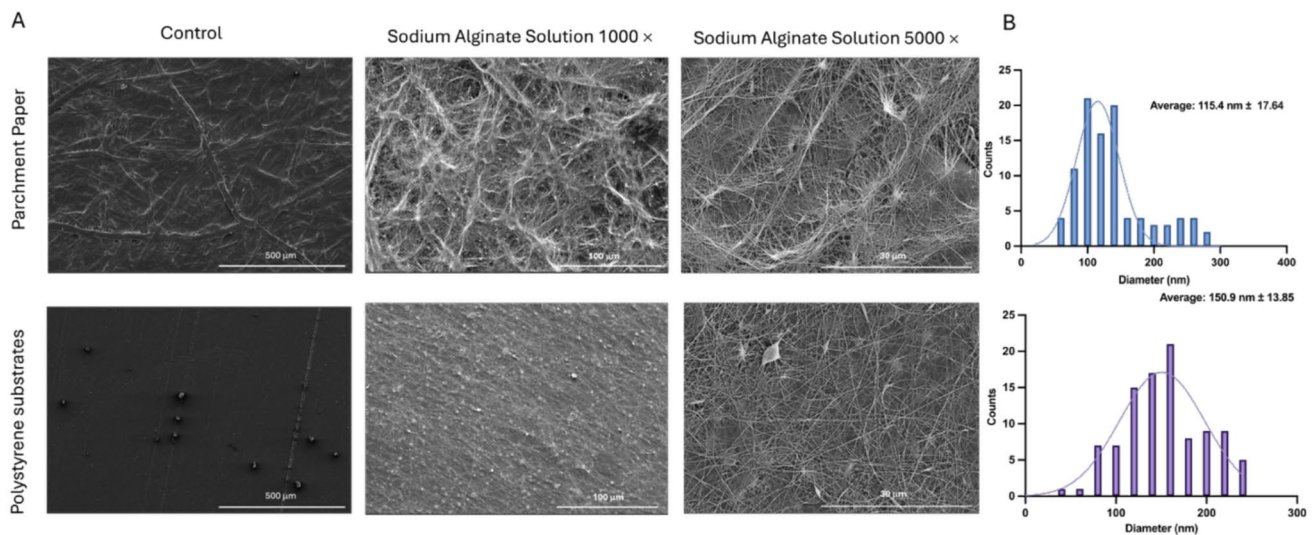 A
Control
Sodium Alginate Solution 1000 ×
Sodium Alginate Solution 5000 ×
B
Parchment Paper
500 µm
100 µm
30 µm
25
20
15
10
5
0
Counts
Average: 115.4 nm ± 17.64
0 100 200 300 400
Diameter (nm)
Polystyrene substrates
500 µm
100 µm
30 µm
Average: 150.9 nm ± 13.85
25
20
15
10
5
0
Counts
100 200 300
Diameter (nm)